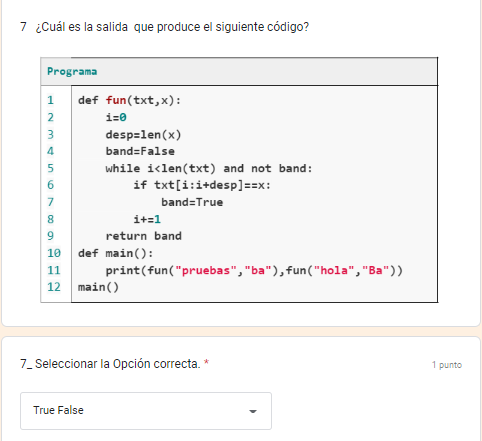 7 ¿Cuál es la salida que produce el siguiente código?
Programa
1 def fun(txt,x):
2 i=0
3 desp=len(x)
4 band=False
5 while i<len(txt) and not band:
6 if txt[i:i+desp]==x:
7 band=True
8 i+=1
9 return band
10 def main():
11 print(fun("pruebas","ba"),fun("hola","Ba"))
12 main()
7_ Seleccionar la Opción correcta. *
1 punto
True False